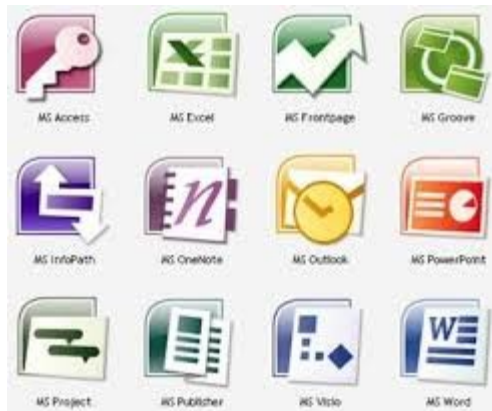 MS Access
MS Excel
MS Frontpage
MS Groove
MS InfoPath
n
MS OneNote
MS Outlook
MS PowerPoint
MS Project
MS Publisher
MS Visio
W
MS Word